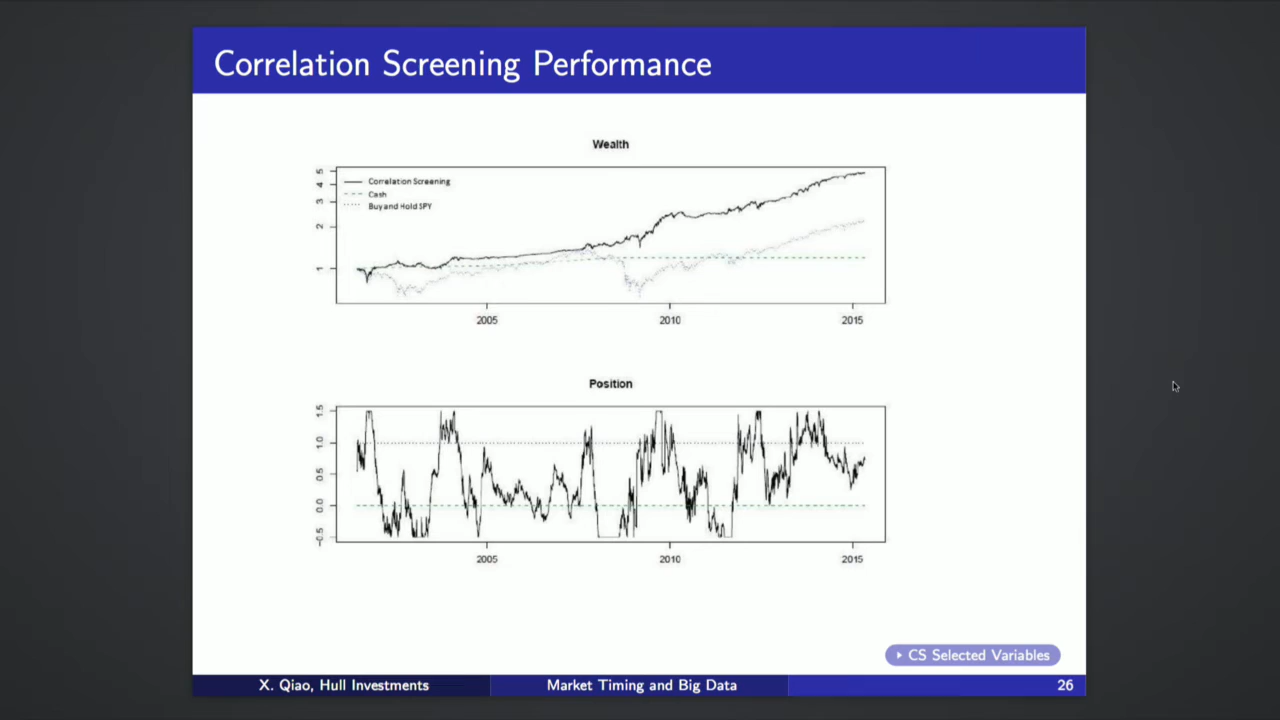 Correlation Screening Performance
Wealth
5
4
3
2
1
Correlation Screening
Cash
Buy and Hold SPY
2005 2010 2015
Position
1.5
1.0
0.5
0.0
-0.5
2005 2010 2015
CS Selected Variables
X. Qiao, Hull Investments Market Timing and Big Data 26